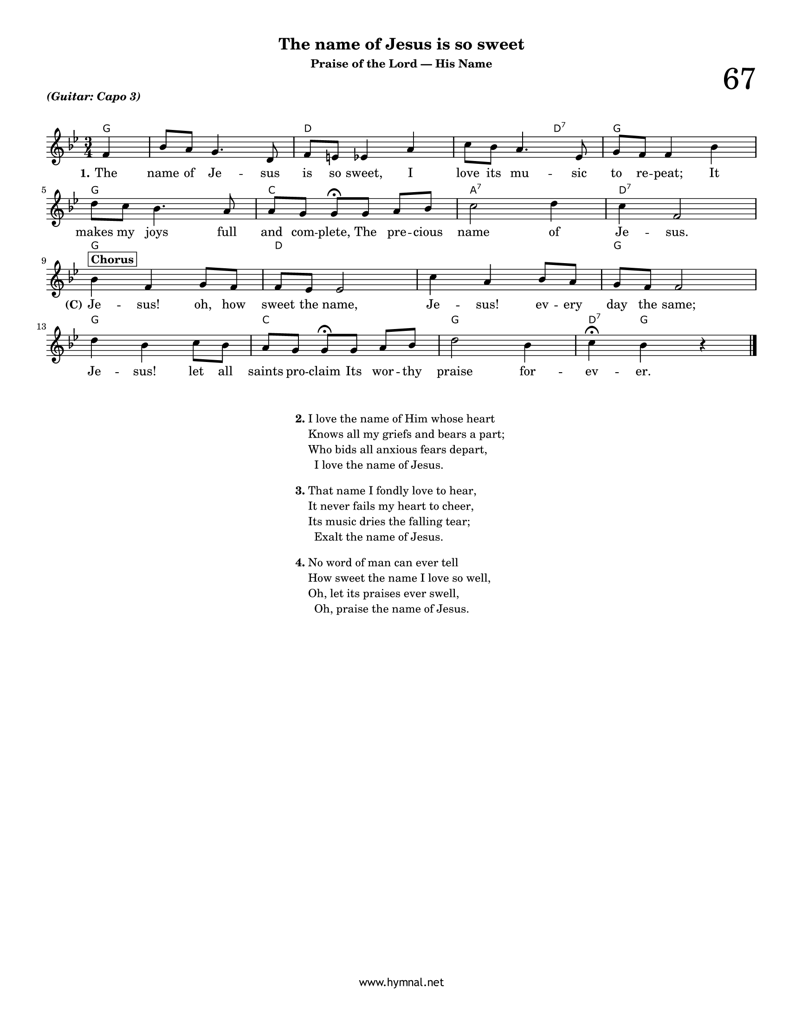 The name of Jesus is so sweet
Praise of the Lord — His Name
67
(Guitar: Capo 3)
G D D7 G
1. The name of Je - sus is so sweet, I love its mu - sic to re-peat; It
5
G C A7 D7
makes my joys full and com-plete, The pre-cious name of Je - sus.
9
G D G
Chorus
(C) Je - sus! oh, how sweet the name, Je - sus! ev - ery day the same;
13
G C G D7 G
Je - sus! let all saints pro-claim Its wor-thy praise for - ev - er.
2. I love the name of Him whose heart
Knows all my griefs and bears a part;
Who bids all anxious fears depart,
I love the name of Jesus.
3. That name I fondly love to hear,
It never fails my heart to cheer,
Its music dries the falling tear;
Exalt the name of Jesus.
4. No word of man can ever tell
How sweet the name I love so well,
Oh, let its praises ever swell,
Oh, praise the name of Jesus.
www.hymnal.net